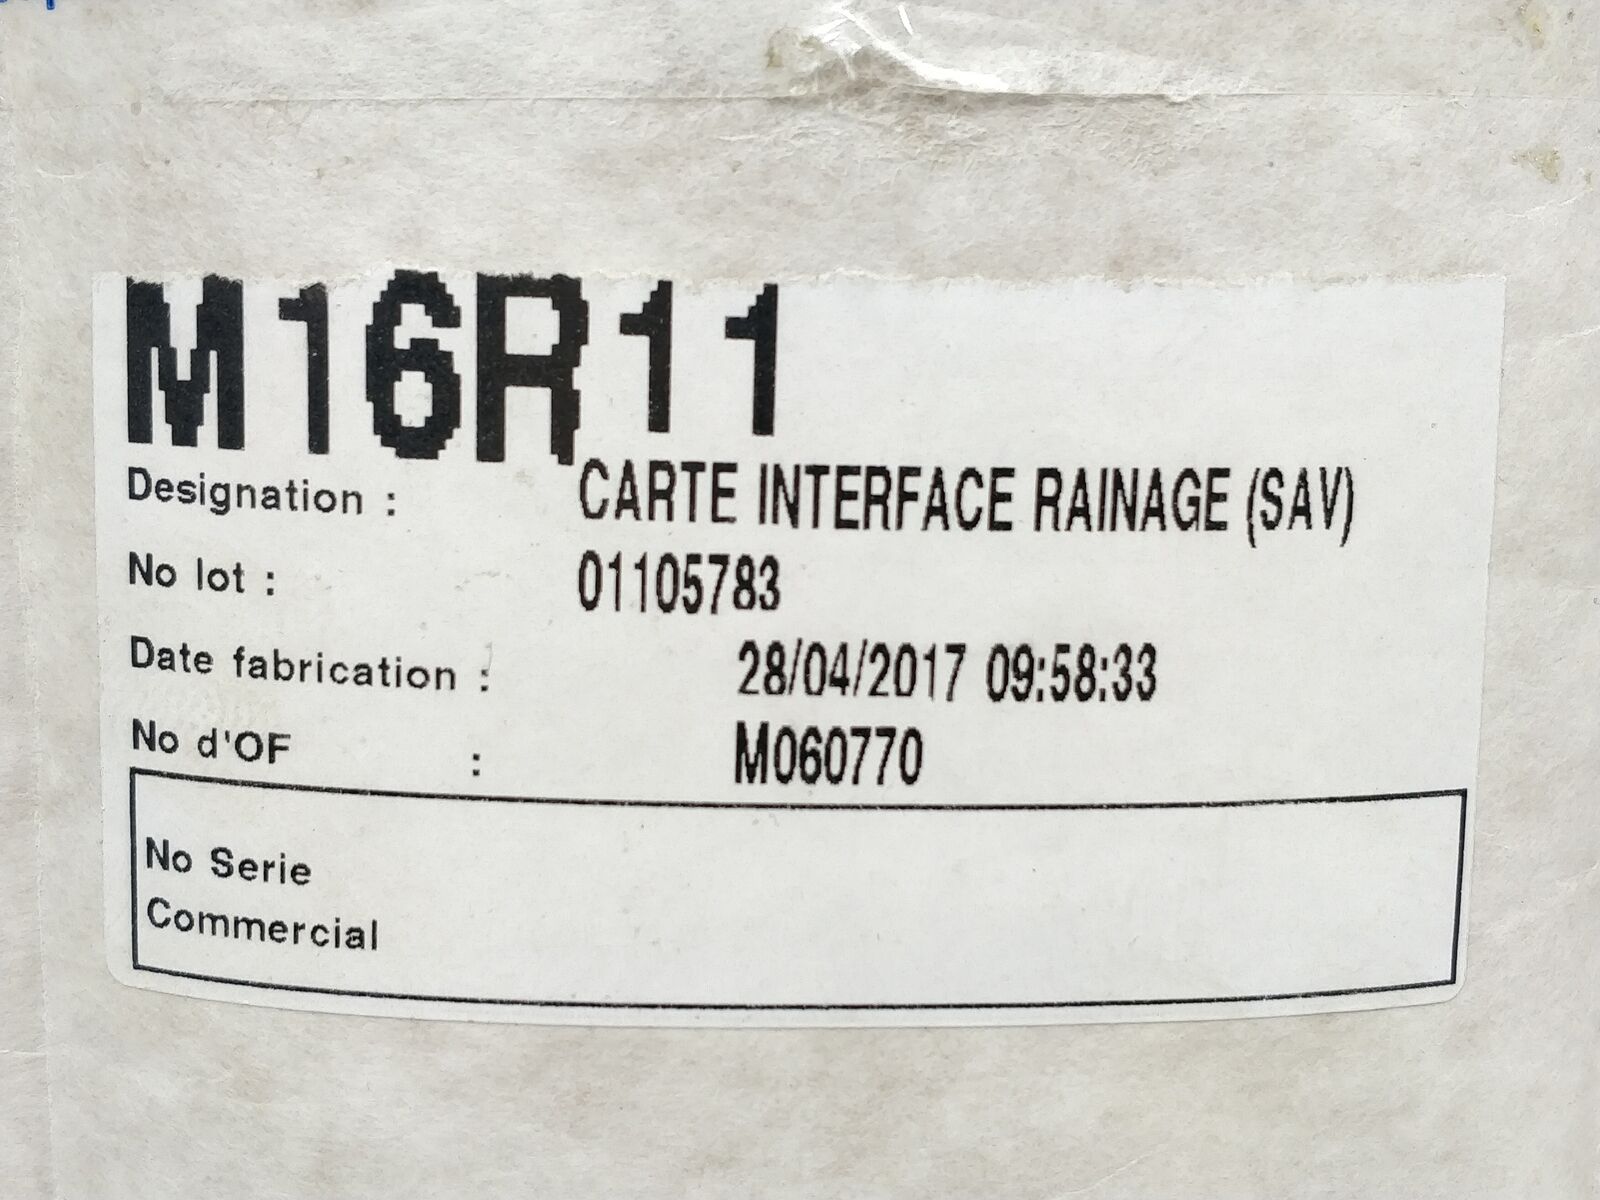 M16R11
Designation : CARTE INTERFACE RAINAGE (SAV)
No lot : 01105783
Date fabrication : 28/04/2017 09:58:33
No d'OF : M060770
No Serie
Commercial